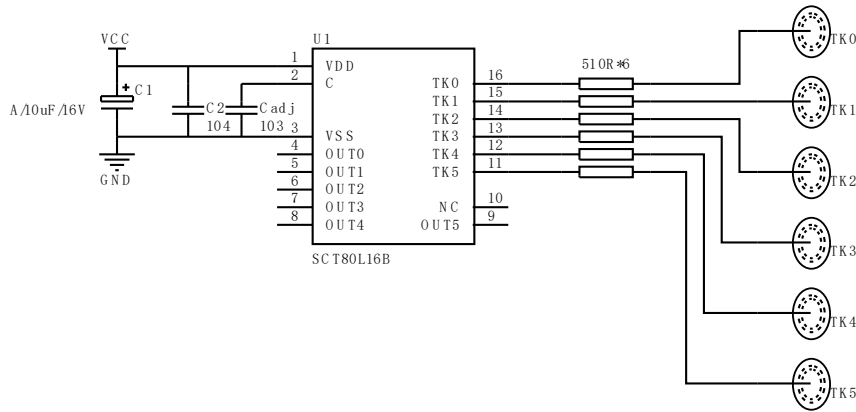 VCC
U1
1
VDD
2
C
C1
A/10uF/16V
C2
104
Cadj
103
3
VSS
GND
4
OUT0
5
OUT1
6
OUT2
7
OUT3
8
OUT4
TK0
16
TK1
15
TK2
14
TK3
13
TK4
12
TK5
11
NC
10
OUT5
9
SCT80L16B
510R*6
TK0
TK1
TK2
TK3
TK4
TK5